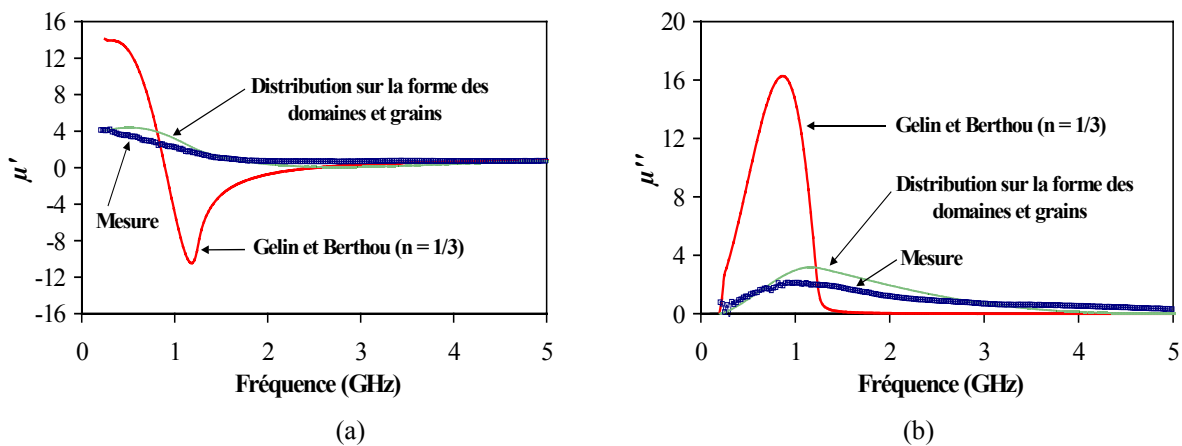 16
12
8
4
0
-4
-8
-12
-16
μ'
Distribution sur la forme des
domaines et grains
Mesure
Gelin et Berthou (n = 1/3)
0 1 2 3 4 5
Fréquence (GHz)
(a)
20
16
12
8
4
0
μ''
Gelin et Berthou (n = 1/3)
Distribution sur la forme des
domaines et grains
Mesure
0 1 2 3 4 5
Fréquence (GHz)
(b)